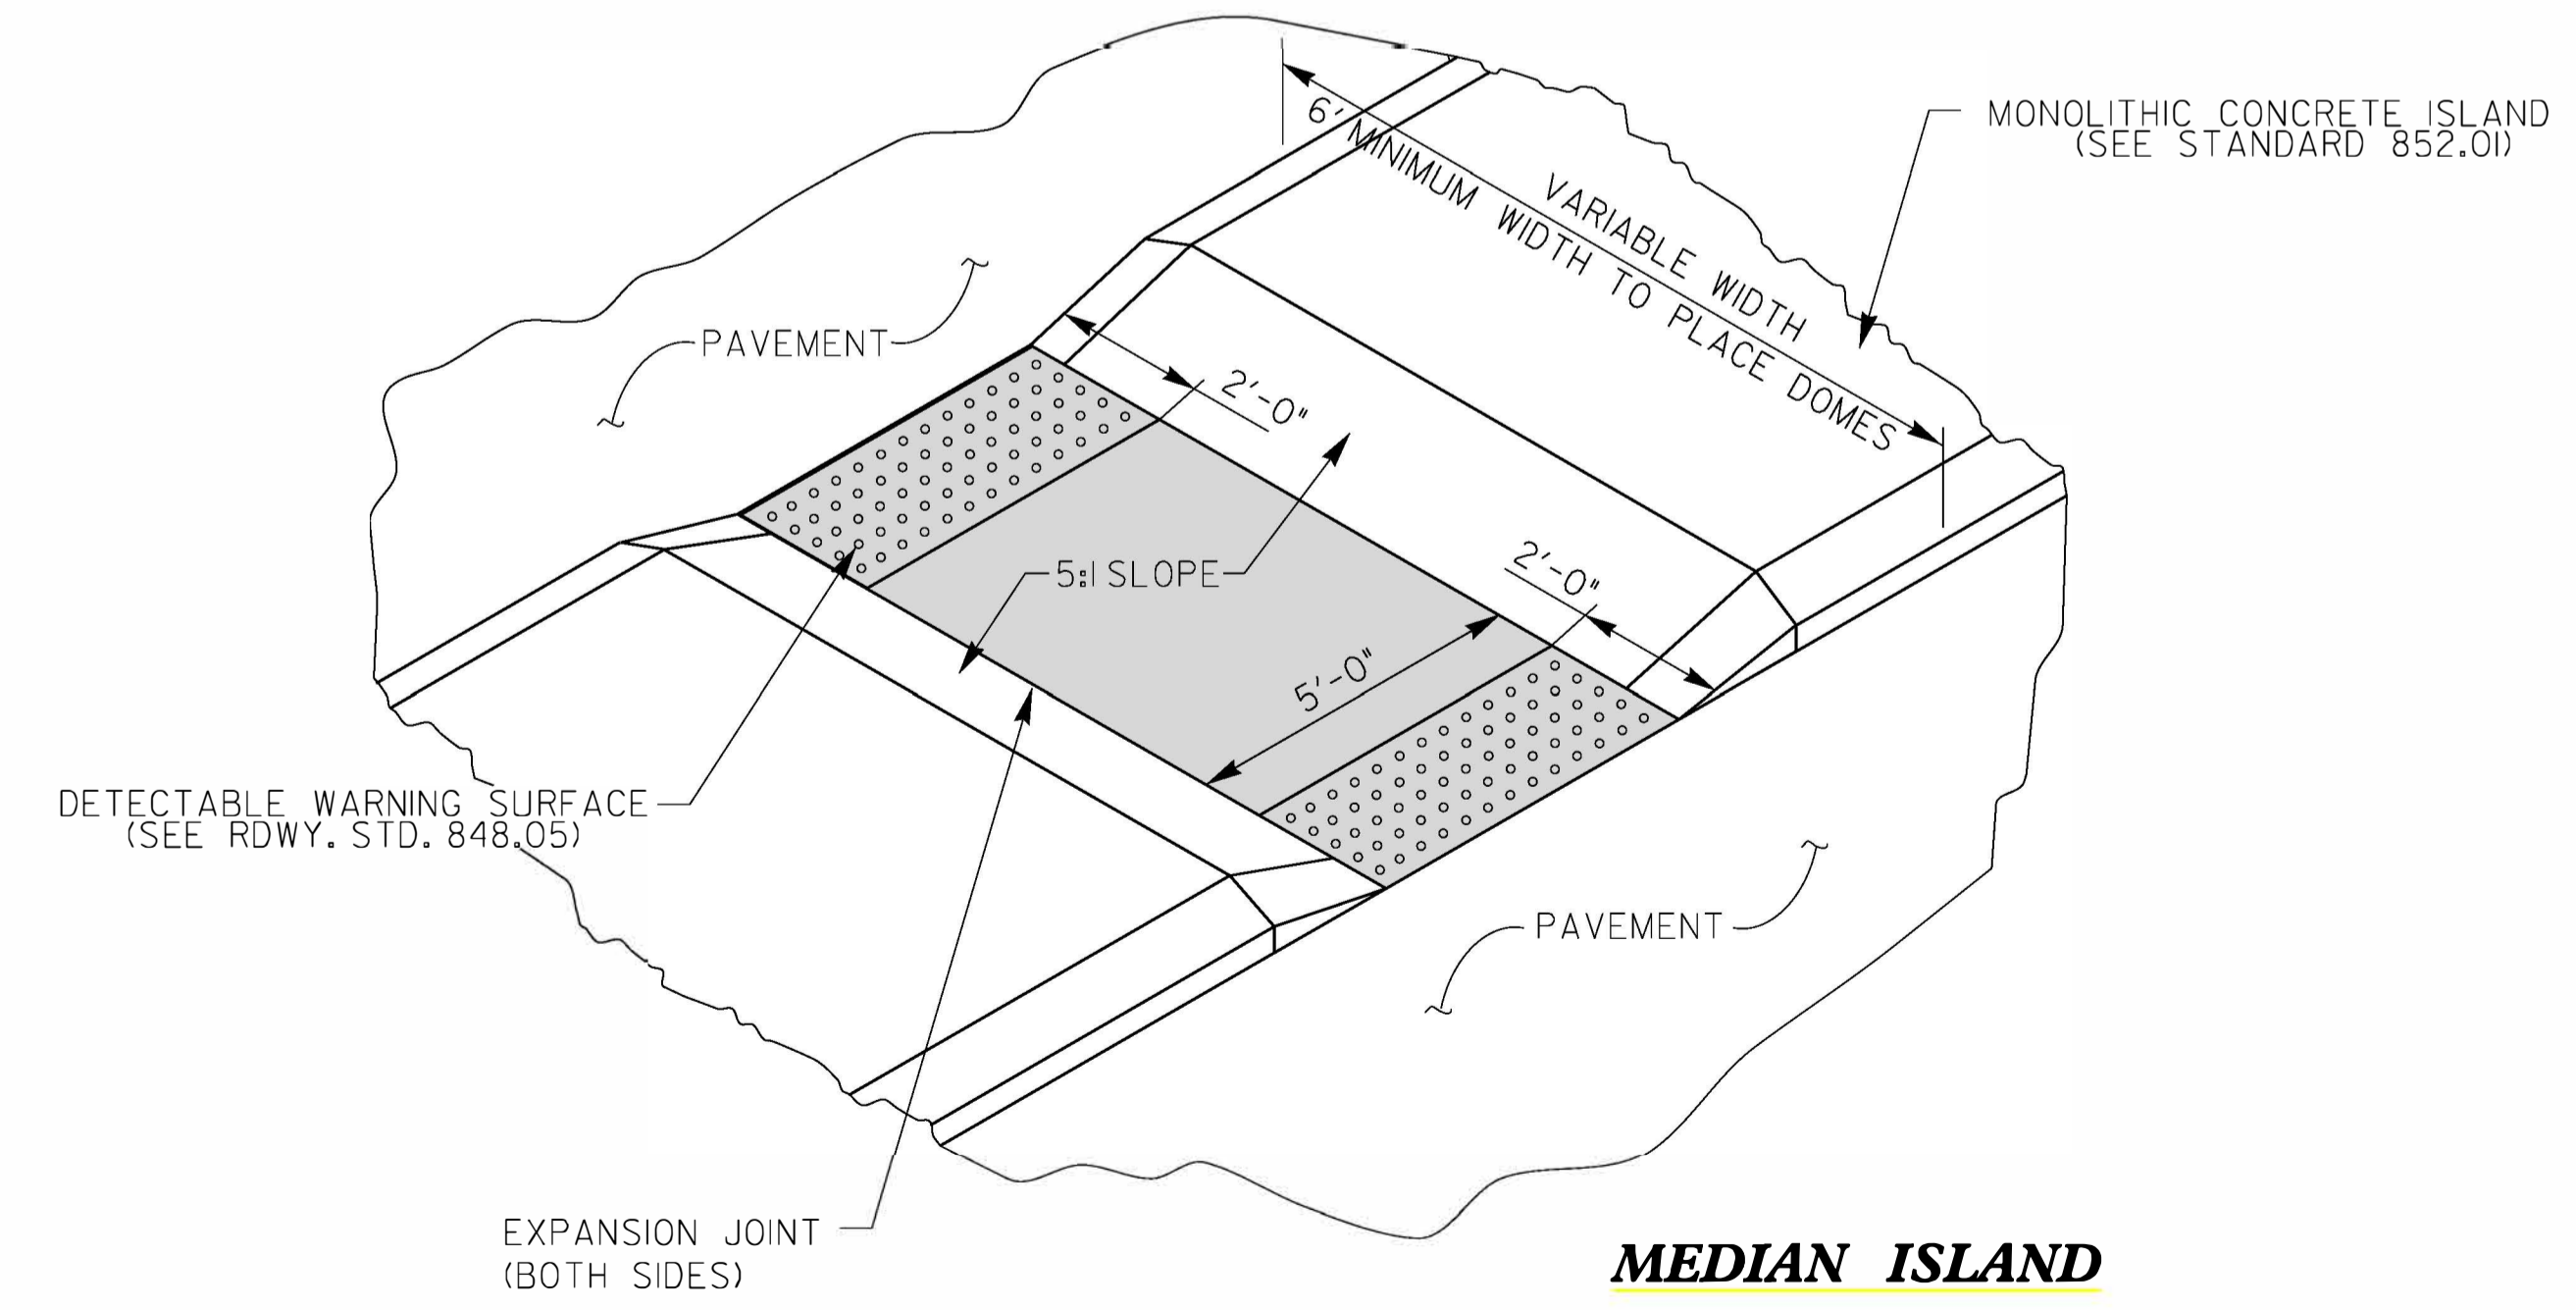 MONOLITHIC CONCRETE ISLAND
(SEE STANDARD 852.01)
VARIABLE WIDTH
6' MINIMUM WIDTH TO PLACE DOMES
PAVEMENT
2'-0"
5:1 SLOPE
2'-0"
5'-0"
DETECTABLE WARNING SURFACE
(SEE RDWY. STD. 848.05)
PAVEMENT
EXPANSION JOINT
(BOTH SIDES)
MEDIAN ISLAND